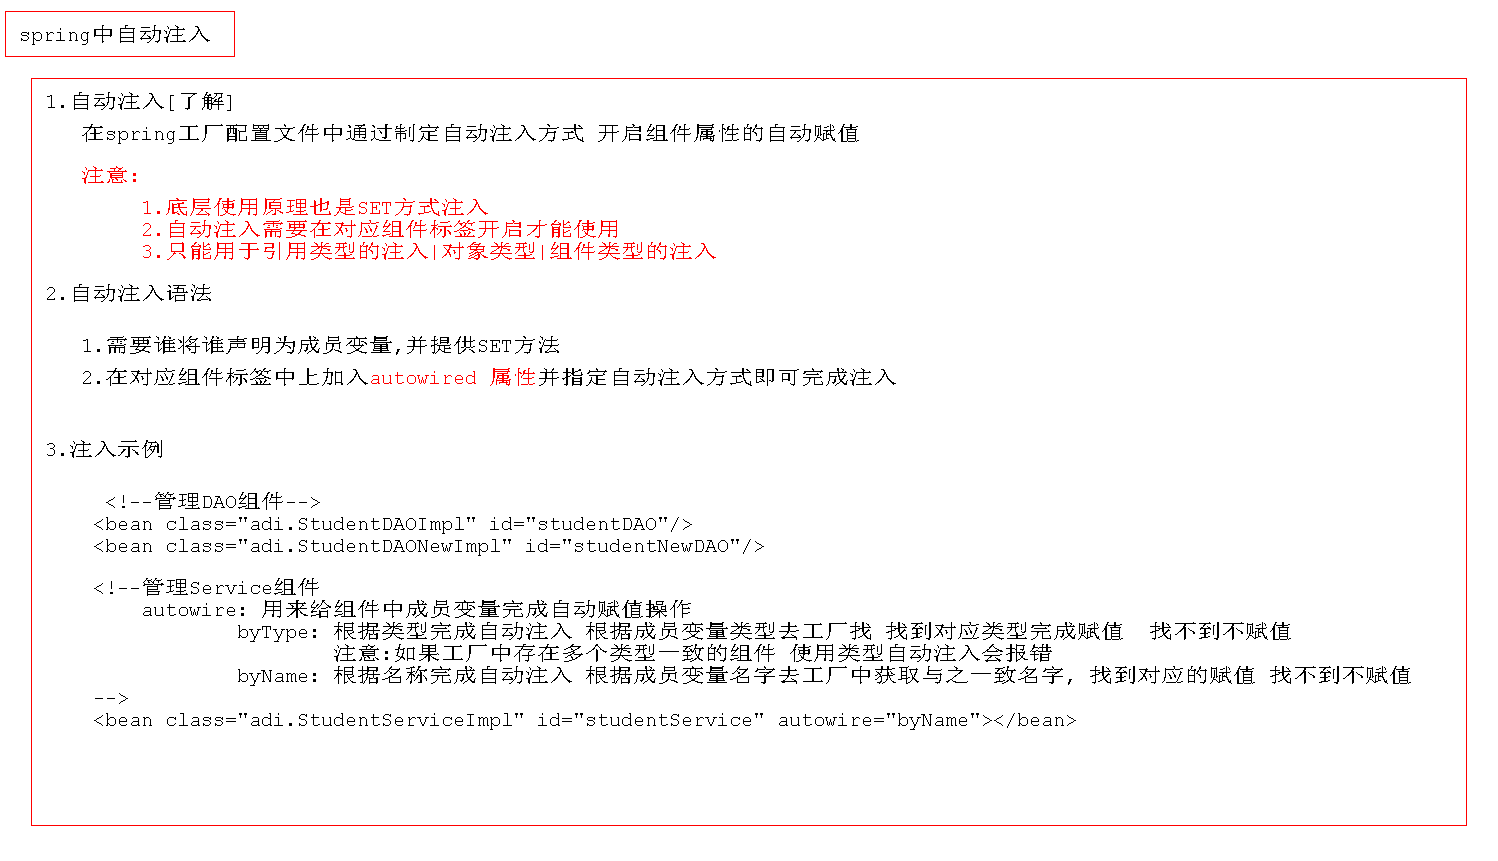 spring中自动注入
1.自动注入[了解]
在spring工厂配置文件中通过制定自动注入方式 开启组件属性的自动赋值
注意:
1.底层使用原理也是SET方式注入
2.自动注入需要在对应组件标签开启才能使用
3.只能用于引用类型的注入|对象类型|组件类型的注入
2.自动注入语法
1.需要谁将谁声明为成员变量,并提供SET方法
2.在对应组件标签中上加入autowired 属性并指定自动注入方式即可完成注入
3.注入示例
<!--管理DAO组件-->
<bean class="adi.StudentDAOImpl" id="studentDAO"/>
<bean class="adi.StudentDAONewImpl" id="studentNewDAO"/>
<!--管理Service组件
autowire: 用来给组件中成员变量完成自动赋值操作
byType: 根据类型完成自动注入 根据成员变量类型去工厂找 找到对应类型完成赋值  找不到不赋值
注意:如果工厂中存在多个类型一致的组件 使用类型自动注入会报错
byName: 根据名称完成自动注入 根据成员变量名字去工厂中获取与之一致名字, 找到对应的赋值 找不到不赋值
-->
<bean class="adi.StudentServiceImpl" id="studentService" autowire="byName"></bean>